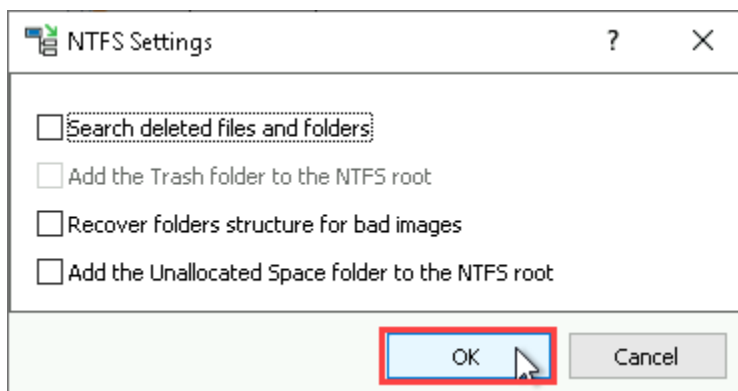 NTFS Settings ?
Search deleted files and folders
Add the Trash folder to the NTFS root
Recover folders structure for bad images
Add the Unallocated Space folder to the NTFS root
OK Cancel